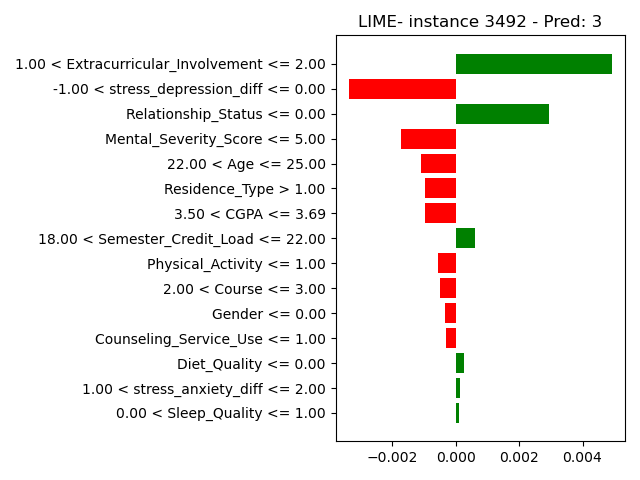 LIME- instance 3492 - Pred: 3
1.00 < Extracurricular_Involvement <= 2.00
-1.00 < stress_depression_diff <= 0.00
Relationship_Status <= 0.00
Mental_Severity_Score <= 5.00
22.00 < Age <= 25.00
Residence_Type > 1.00
3.50 < CGPA <= 3.69
18.00 < Semester_Credit_Load <= 22.00
Physical_Activity <= 1.00
2.00 < Course <= 3.00
Gender <= 0.00
Counseling_Service_Use <= 1.00
Diet_Quality <= 0.00
1.00 < stress_anxiety_diff <= 2.00
0.00 < Sleep_Quality <= 1.00
−0.002 0.000 0.002 0.004